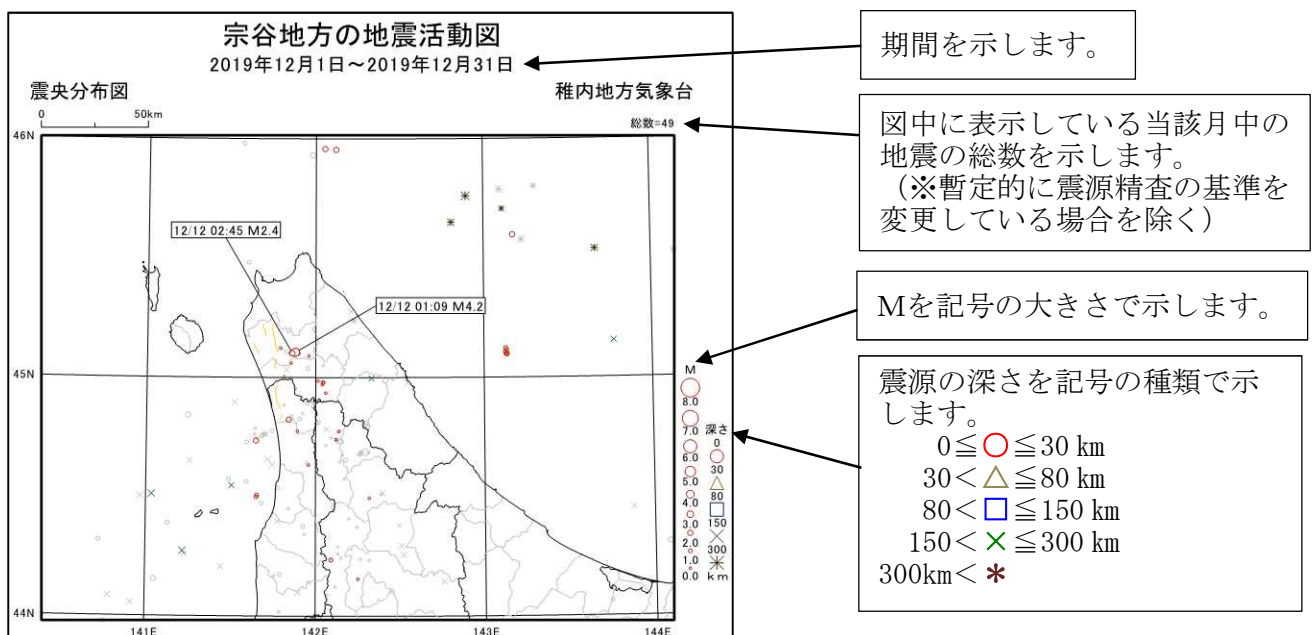 宗谷地方の地震活動図
2019年12月1日~2019年12月31日
震央分布図
稚内地方気象台
0 50km
総数=49
46N
12/12 02:45 M2.4
12/12 01:09 M4.2
45N
44N
141E 142E 143E 144E
M
8.0
7.0
6.0
5.0
4.0
3.0
2.0
1.0
0.0
深さ
0
30
80
150
300
km
期間を示します。
図中に表示している当該月中の
地震の総数を示します。
(※暫定的に震源精査の基準を
変更している場合を除く)
Mを記号の大きさで示します。
震源の深さを記号の種類で示
します。
0≦○≦30 km
30<△≦80 km
80<□≦150 km
150<×≦300 km
300km<*